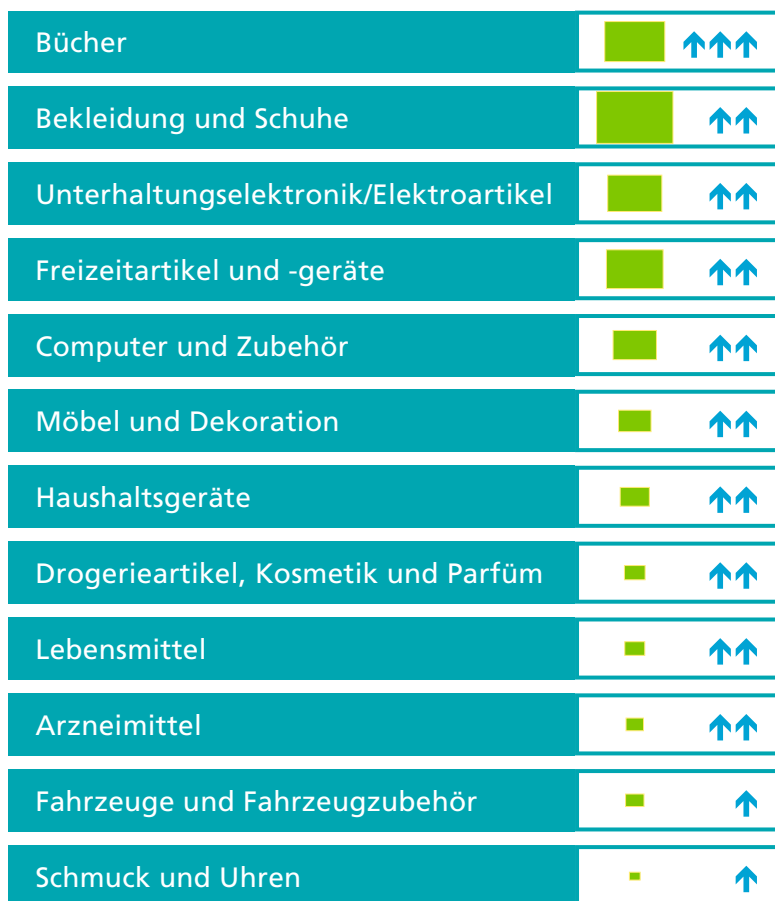 Bücher
Bekleidung und Schuhe
Unterhaltungselektronik/Elektroartikel
Freizeitartikel und -geräte
Computer und Zubehör
Möbel und Dekoration
Haushaltsgeräte
Drogerieartikel, Kosmetik und Parfüm
Lebensmittel
Arzneimittel
Fahrzeuge und Fahrzeugzubehör
Schmuck und Uhren